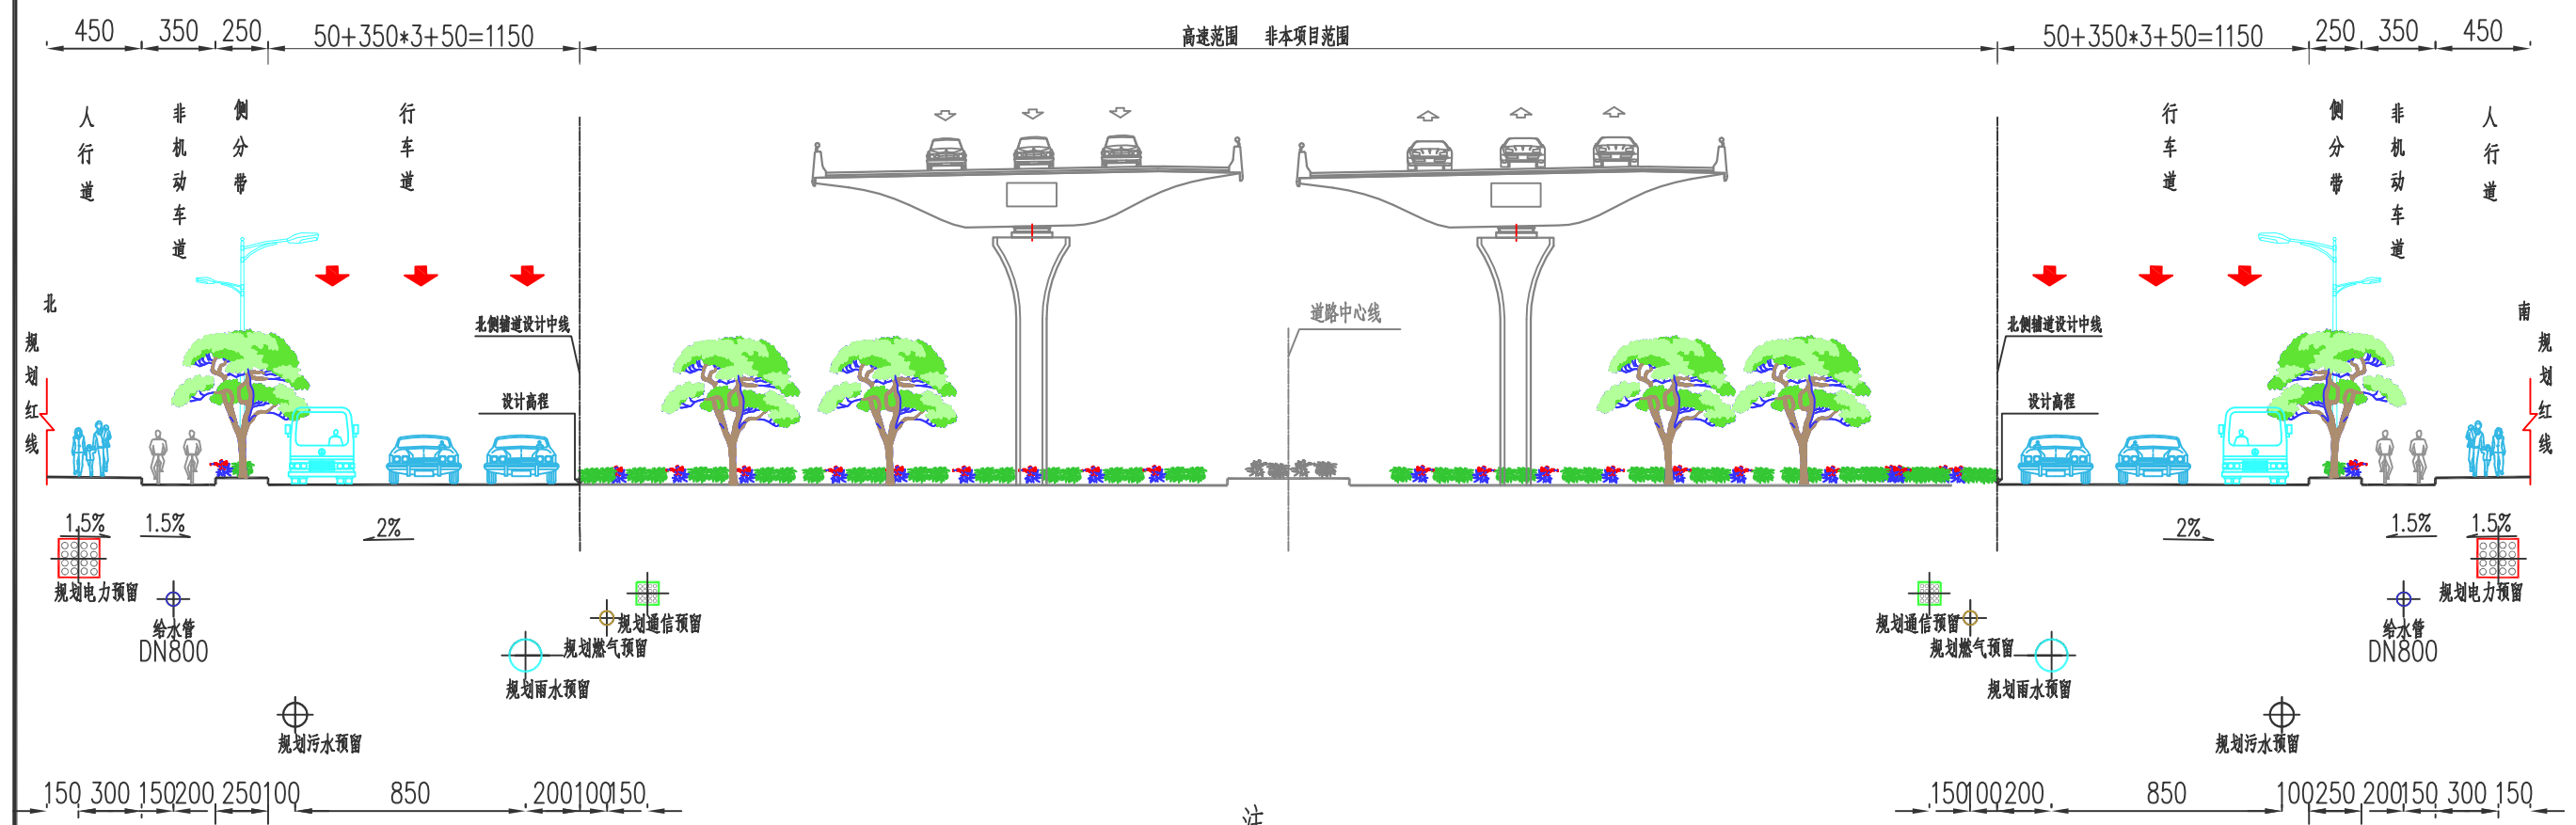 450 350 250 50+350*3+50=1150 高速范围 非本项目范围 50+350*3+50=1150 250 350 450
人行道
非机动车道
侧分带
行车道
行车道
侧分带
非机动车道
人行道
北
规划红线
北侧辅道设计中线
设计高程
道路中心线
北侧辅道设计中线
设计高程
南
规划红线
1.5% 1.5% 2% 2% 1.5% 1.5%
规划电力预留
给水管
DN800
规划污水预留
规划雨水预留
规划燃气预留
规划通信预留
规划通信预留
规划燃气预留
规划雨水预留
规划污水预留
给水管
DN800
规划电力预留
150 300 150 200 250 100 850 200 100 150 150 100 200 850 100 250 200 150 300 150
注